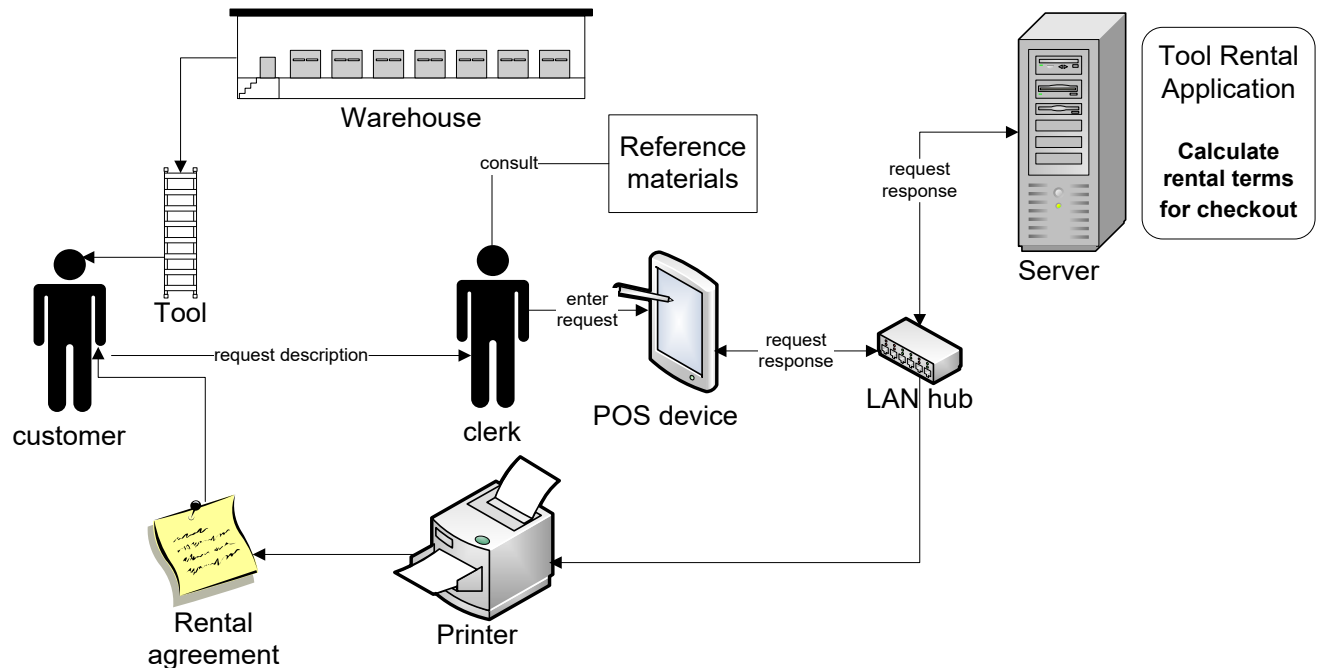 Warehouse
Tool Rental
Application
Calculate
rental terms
for checkout
consult
Reference
materials
request
response
Server
Tool
enter
request
request description
request
response
customer
clerk
POS device
LAN hub
Rental
agreement
Printer